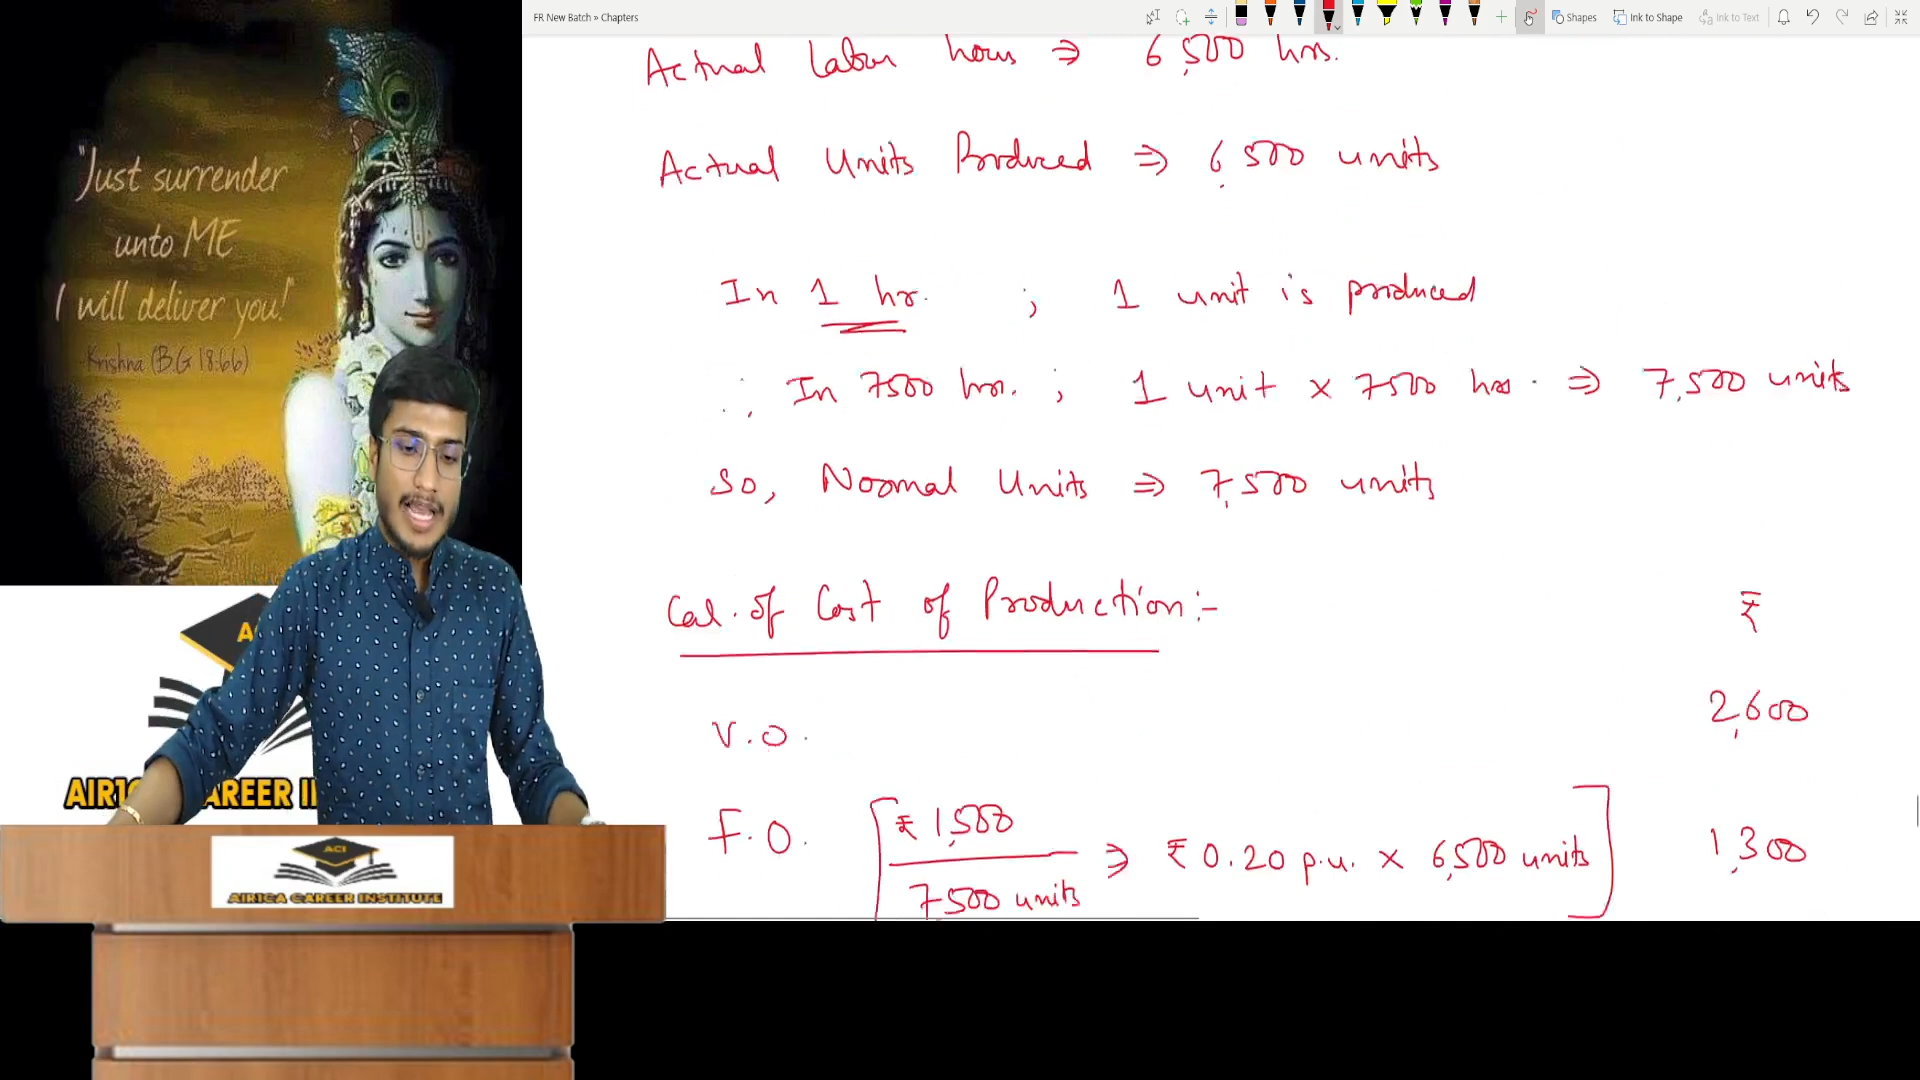 FR New Batch » Chapters
Shapes
Ink to Shape
Ink to Text
"Just surrender
unto ME
I will deliver you!"
-Krishna (B.G 18:66)
Actual Labour hours ⇒ 6,500 hrs.
Actual Units Produced ⇒ 6,500 units
In 1 hr. ; 1 unit is produced
∴ In 7500 hrs. ; 1 unit × 7500 hrs. ⇒ 7,500 units
So, Normal Units ⇒ 7,500 units
Cal. of Cost of Production:-
₹
V.O. 2,600
F.O. [₹ 1,500 / 7,500 units ⇒ ₹ 0.20 p.u. × 6,500 units] 1,300
ACI
AIR1CA CAREER INSTITUTE